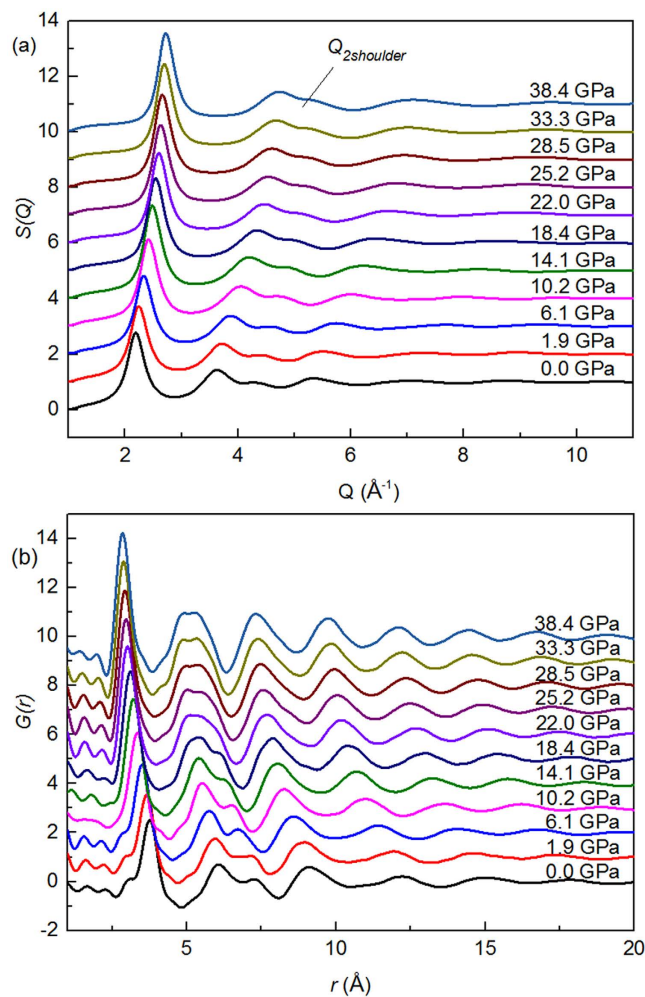 (a)
14
12
10
8
6
4
2
0
S(Q)
Q2shoulder
38.4 GPa
33.3 GPa
28.5 GPa
25.2 GPa
22.0 GPa
18.4 GPa
14.1 GPa
10.2 GPa
6.1 GPa
1.9 GPa
0.0 GPa
2 4 6 8 10
Q (Å-1)
(b)
14
12
10
8
6
4
2
0
-2
G(r)
38.4 GPa
33.3 GPa
28.5 GPa
25.2 GPa
22.0 GPa
18.4 GPa
14.1 GPa
10.2 GPa
6.1 GPa
1.9 GPa
0.0 GPa
5 10 15 20
r (Å)